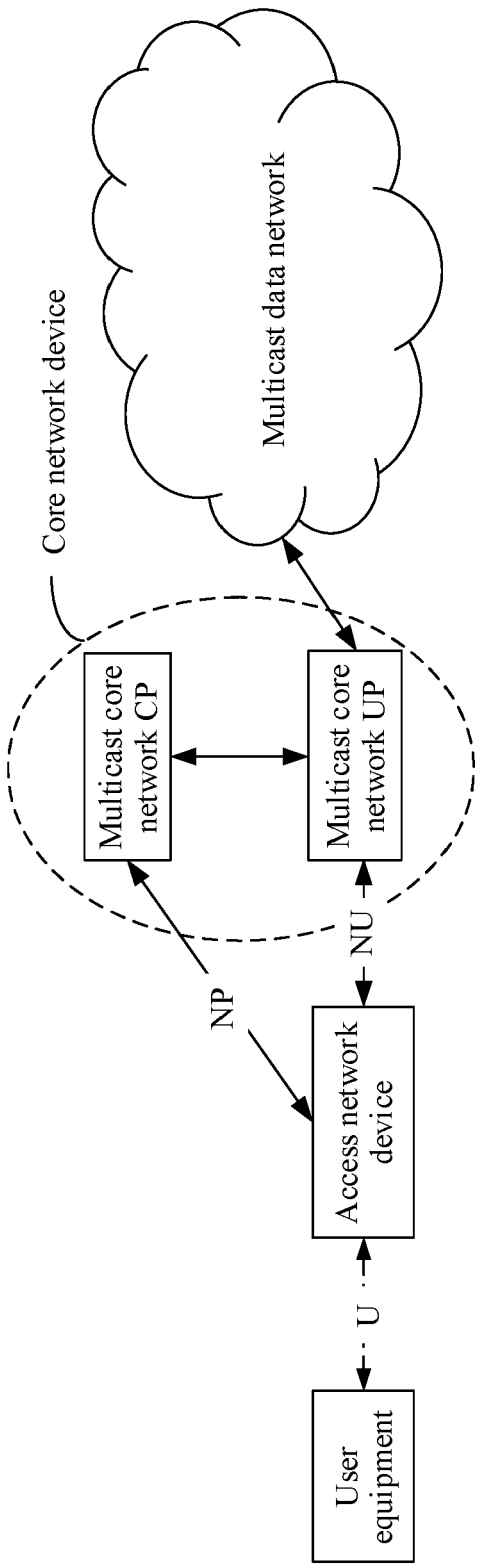 Core network device
Multicast core
network CP
Multicast data network
NP
Multicast core
network UP
NU
Access network
device
U
User
equipment